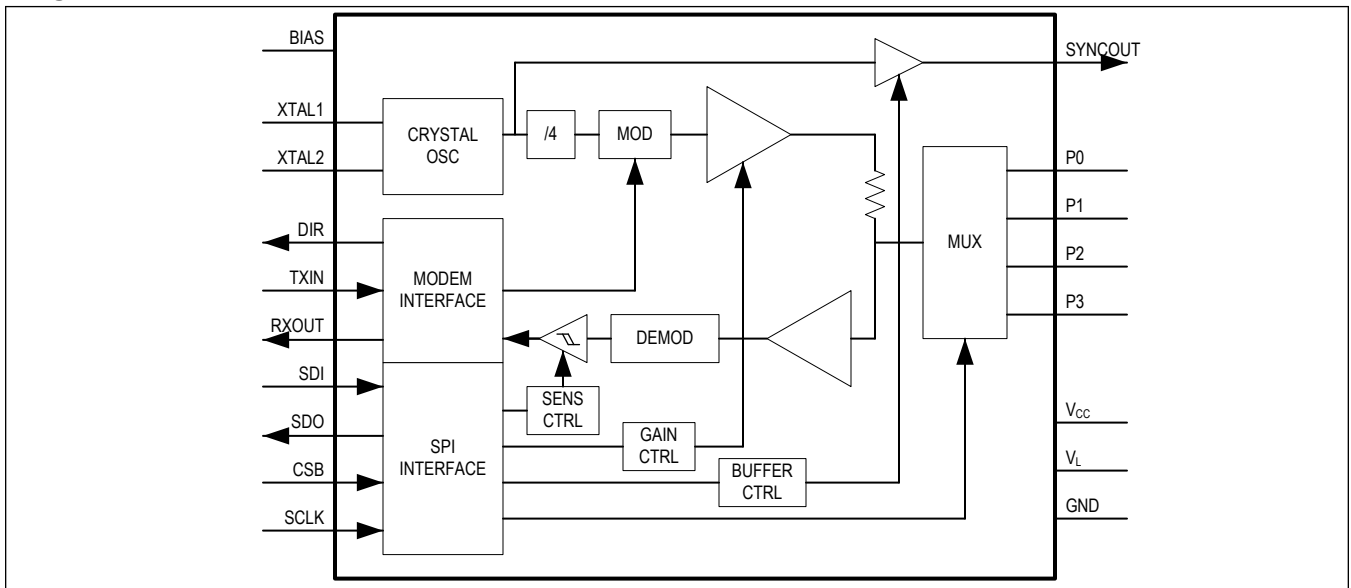 BIAS
SYNCOUT
XTAL1
XTAL2
CRYSTAL
OSC
/4
MOD
P0
P1
P2
P3
MUX
DIR
TXIN
RXOUT
MODEM
INTERFACE
DEMOD
SDI
SDO
CSB
SCLK
SPI
INTERFACE
SENS
CTRL
GAIN
CTRL
BUFFER
CTRL
VCC
VL
GND